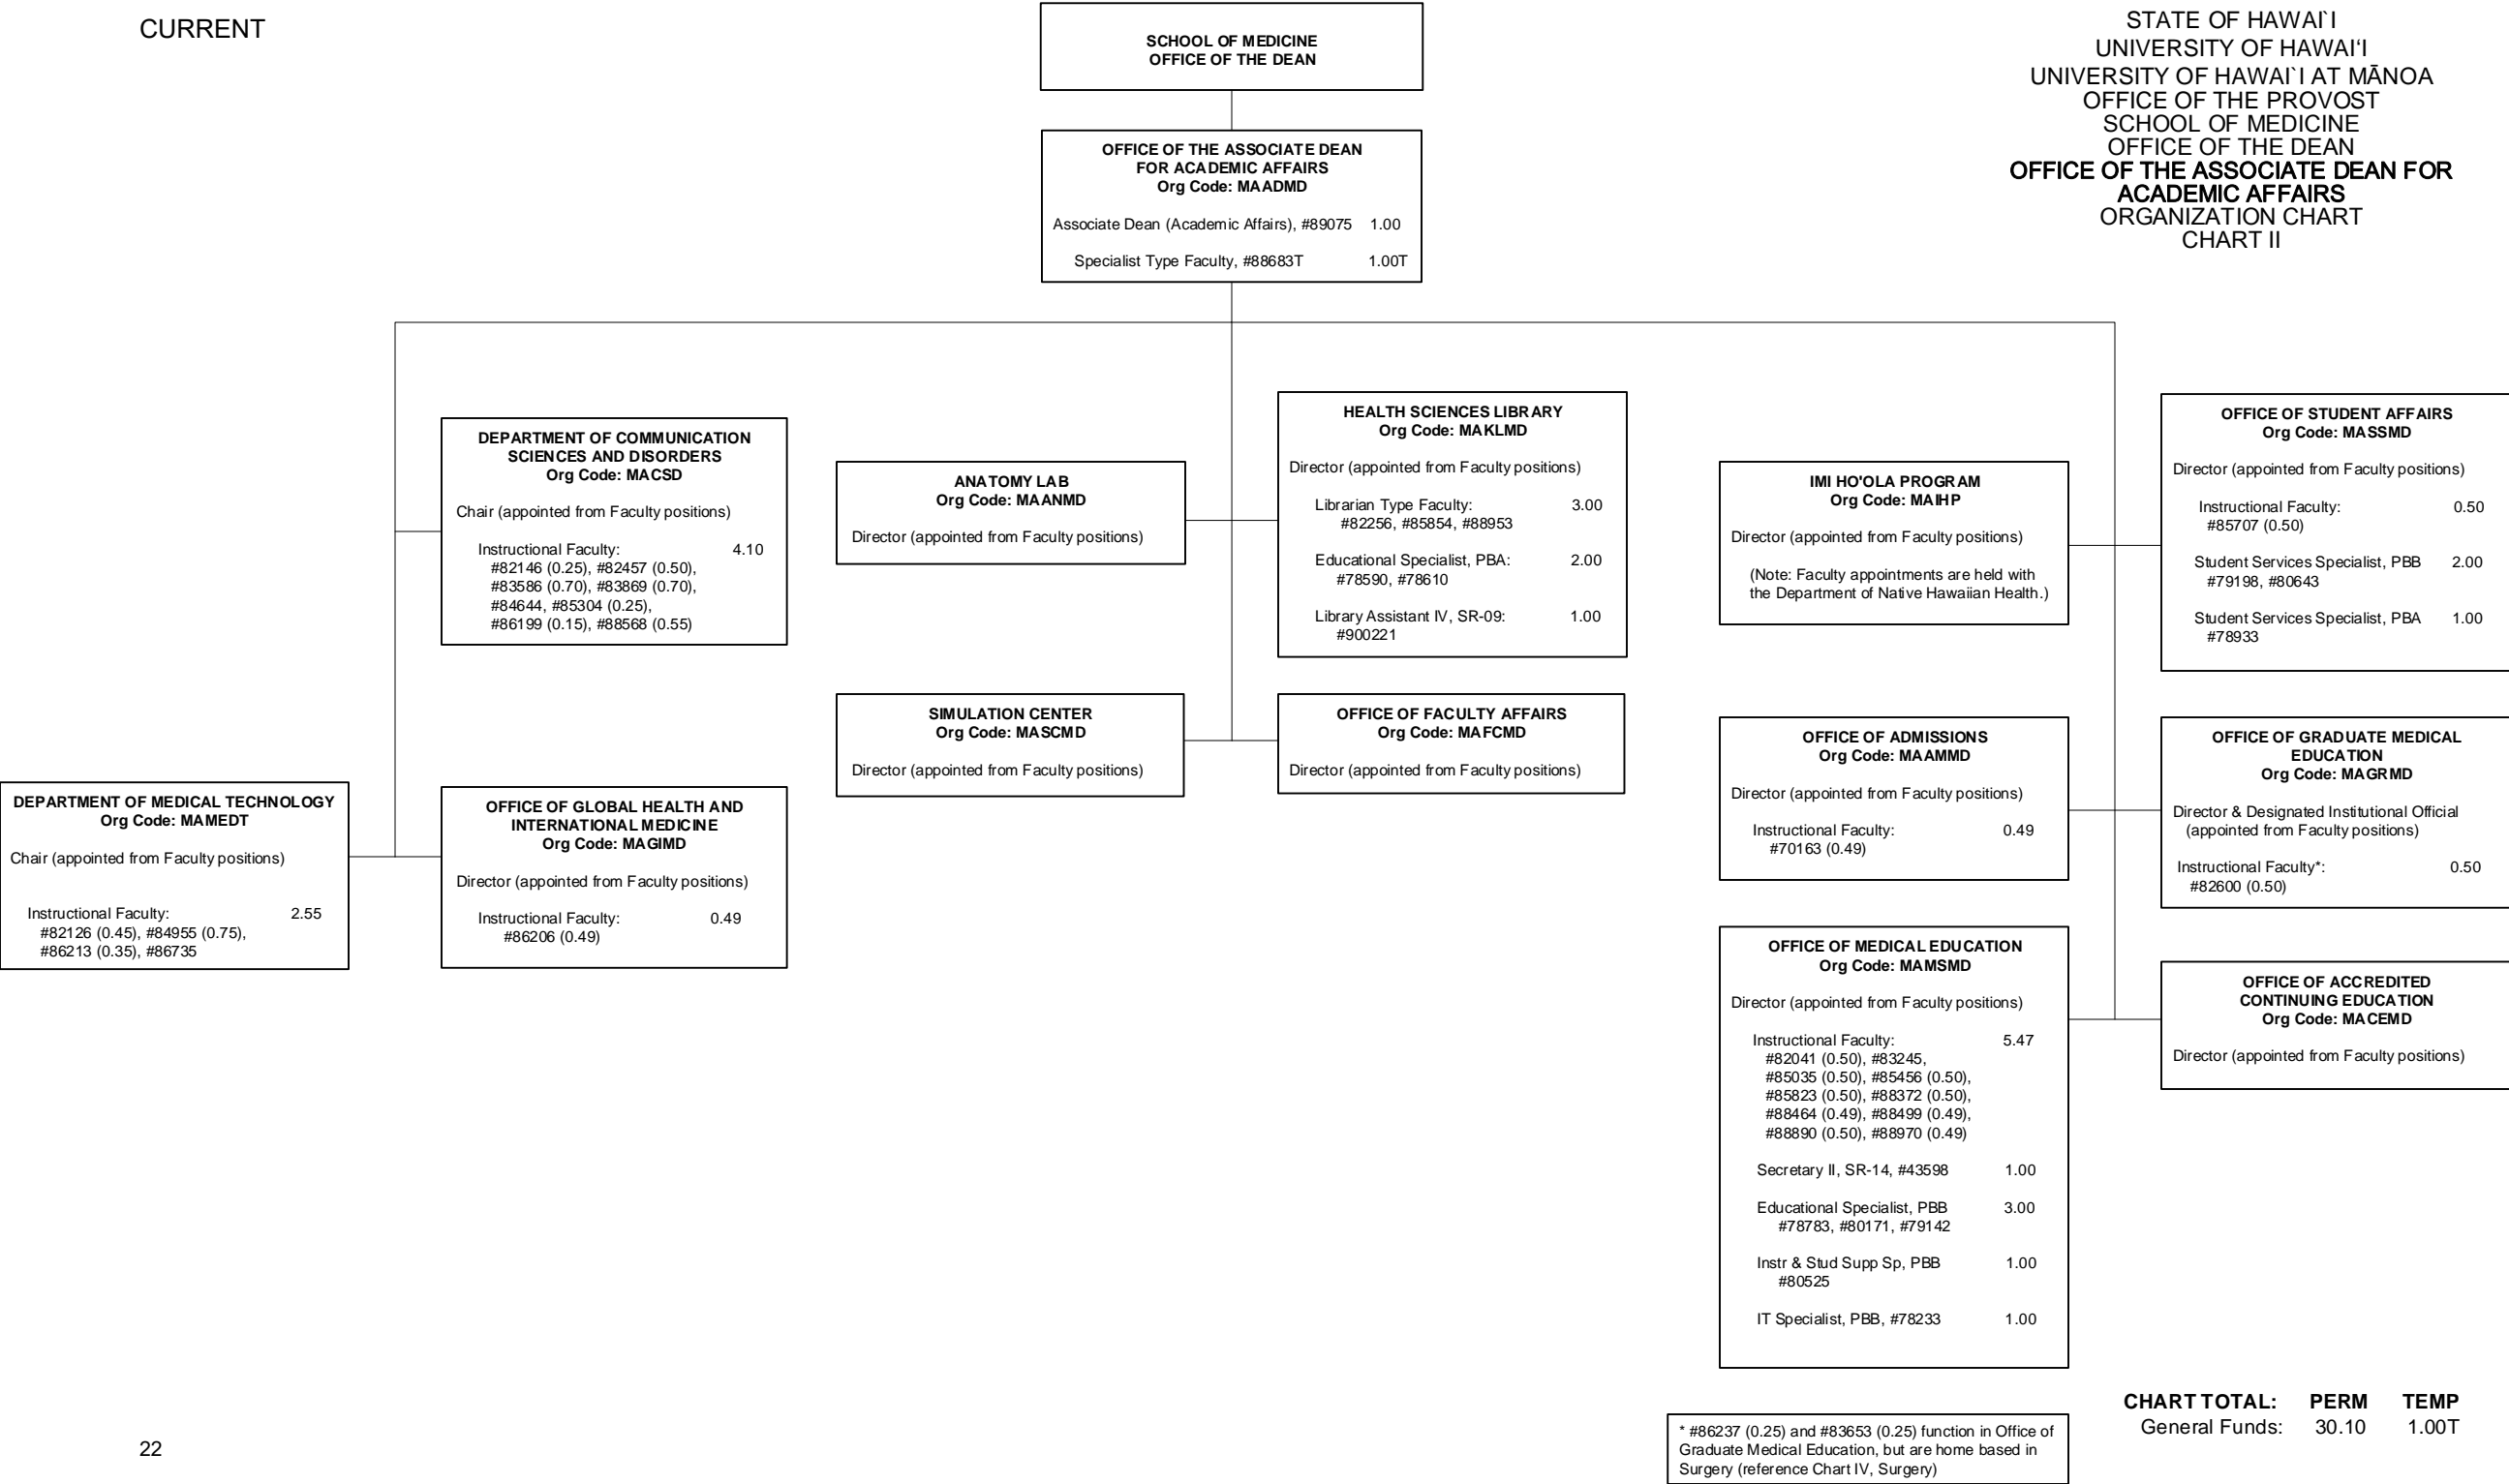 CURRENT
SCHOOL OF MEDICINE
OFFICE OF THE DEAN
STATE OF HAWAI`I
UNIVERSITY OF HAWAI‘I
UNIVERSITY OF HAWAI`I AT MĀNOA
OFFICE OF THE PROVOST
SCHOOL OF MEDICINE
OFFICE OF THE DEAN
OFFICE OF THE ASSOCIATE DEAN FOR
ACADEMIC AFFAIRS
ORGANIZATION CHART
CHART II
OFFICE OF THE ASSOCIATE DEAN
FOR ACADEMIC AFFAIRS
Org Code: MAADMD
Associate Dean (Academic Affairs), #89075 1.00
Specialist Type Faculty, #88683T 1.00T
DEPARTMENT OF COMMUNICATION
SCIENCES AND DISORDERS
Org Code: MACSD
Chair (appointed from Faculty positions)
Instructional Faculty: 4.10
#82146 (0.25), #82457 (0.50),
#83586 (0.70), #83869 (0.70),
#84644, #85304 (0.25),
#86199 (0.15), #88568 (0.55)
ANATOMY LAB
Org Code: MAANMD
Director (appointed from Faculty positions)
HEALTH SCIENCES LIBRARY
Org Code: MAKLMD
Director (appointed from Faculty positions)
Librarian Type Faculty: 3.00
#82256, #85854, #88953
Educational Specialist, PBA: 2.00
#78590, #78610
Library Assistant IV, SR-09: 1.00
#900221
IMI HO'OLA PROGRAM
Org Code: MAIHP
Director (appointed from Faculty positions)
(Note: Faculty appointments are held with
the Department of Native Hawaiian Health.)
OFFICE OF STUDENT AFFAIRS
Org Code: MASSMD
Director (appointed from Faculty positions)
Instructional Faculty: 0.50
#85707 (0.50)
Student Services Specialist, PBB 2.00
#79198, #80643
Student Services Specialist, PBA 1.00
#78933
DEPARTMENT OF MEDICAL TECHNOLOGY
Org Code: MAMEDT
Chair (appointed from Faculty positions)
Instructional Faculty: 2.55
#82126 (0.45), #84955 (0.75),
#86213 (0.35), #86735
OFFICE OF GLOBAL HEALTH AND
INTERNATIONAL MEDICINE
Org Code: MAGIMD
Director (appointed from Faculty positions)
Instructional Faculty: 0.49
#86206 (0.49)
SIMULATION CENTER
Org Code: MASCMD
Director (appointed from Faculty positions)
OFFICE OF FACULTY AFFAIRS
Org Code: MAFCMD
Director (appointed from Faculty positions)
OFFICE OF ADMISSIONS
Org Code: MAAMMD
Director (appointed from Faculty positions)
Instructional Faculty: 0.49
#70163 (0.49)
OFFICE OF GRADUATE MEDICAL
EDUCATION
Org Code: MAGRMD
Director & Designated Institutional Official
(appointed from Faculty positions)
Instructional Faculty*: 0.50
#82600 (0.50)
OFFICE OF MEDICAL EDUCATION
Org Code: MAMSMD
Director (appointed from Faculty positions)
Instructional Faculty: 5.47
#82041 (0.50), #83245,
#85035 (0.50), #85456 (0.50),
#85823 (0.50), #88372 (0.50),
#88464 (0.49), #88499 (0.49),
#88890 (0.50), #88970 (0.49)
Secretary II, SR-14, #43598 1.00
Educational Specialist, PBB 3.00
#78783, #80171, #79142
Instr & Stud Supp Sp, PBB 1.00
#80525
IT Specialist, PBB, #78233 1.00
OFFICE OF ACCREDITED
CONTINUING EDUCATION
Org Code: MACEMD
Director (appointed from Faculty positions)
* #86237 (0.25) and #83653 (0.25) function in Office of
Graduate Medical Education, but are home based in
Surgery (reference Chart IV, Surgery)
CHART TOTAL: PERM TEMP
General Funds: 30.10 1.00T
22